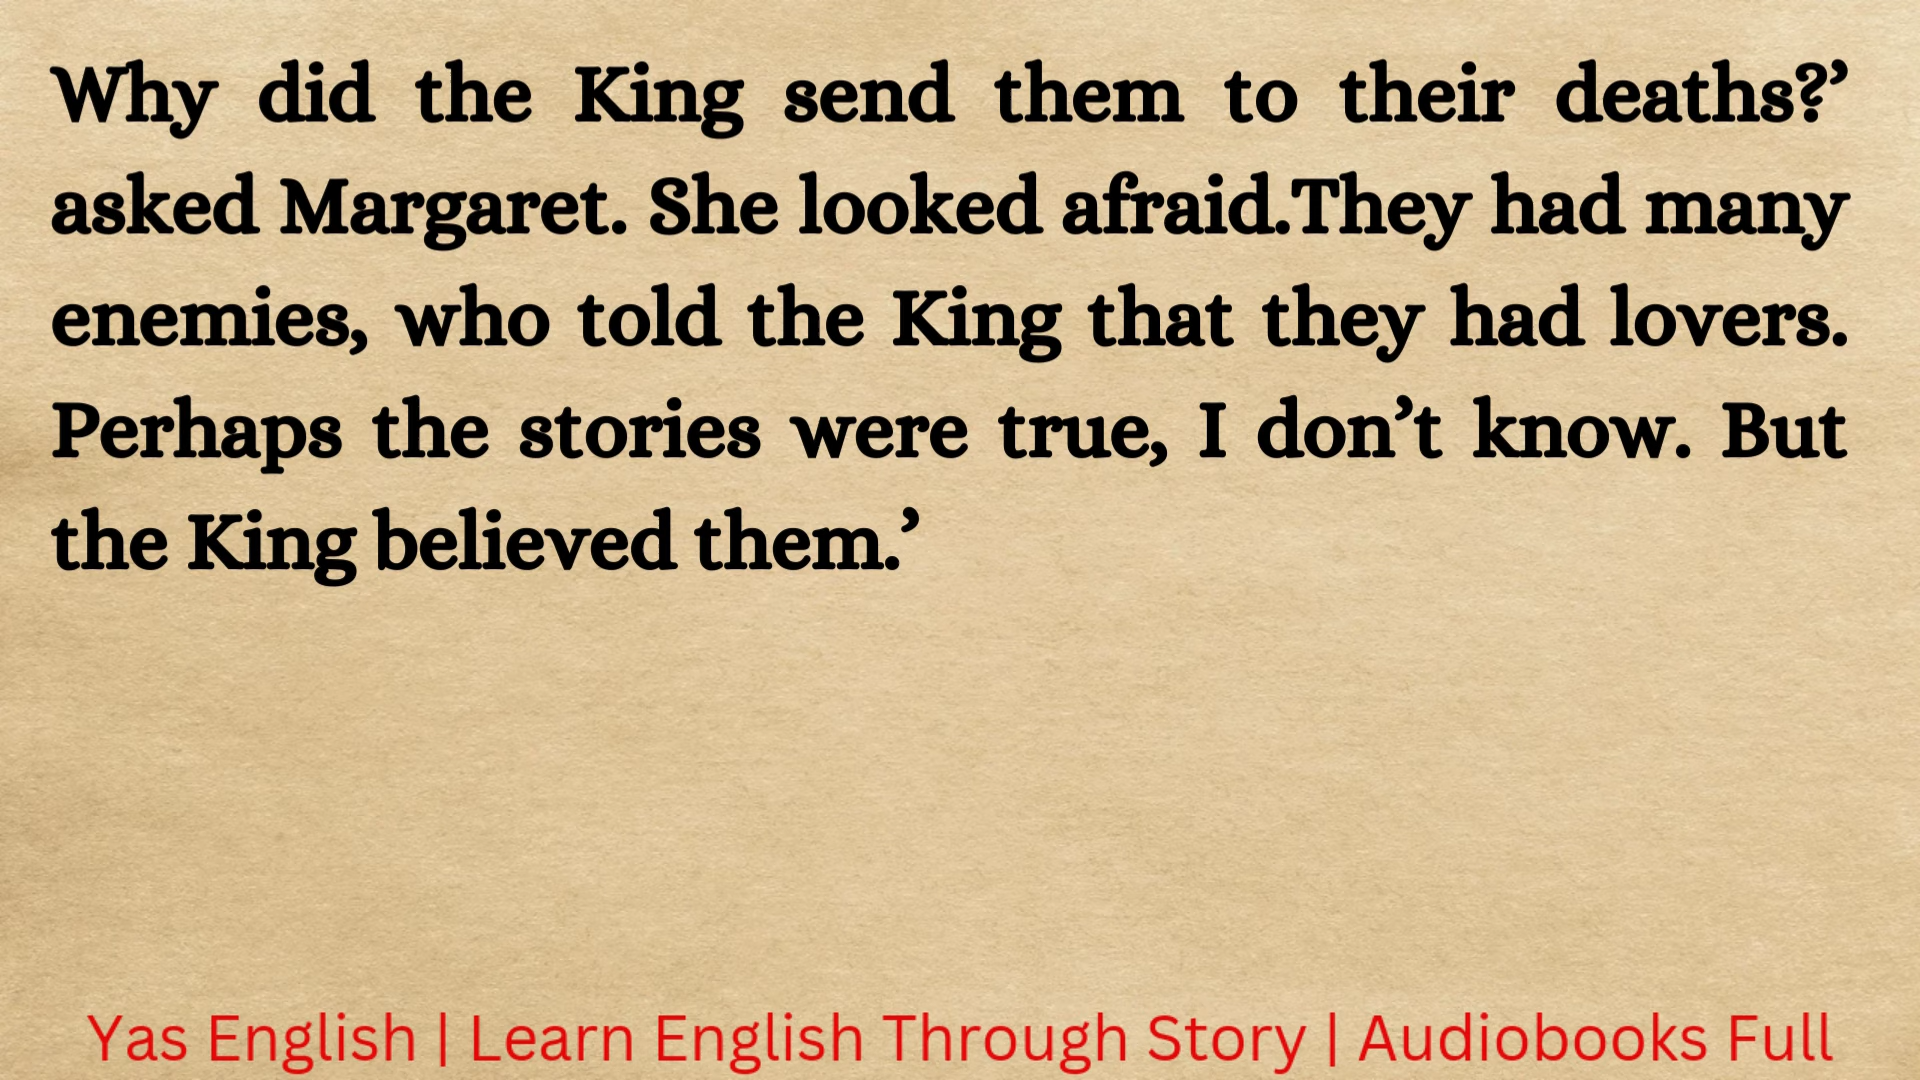 Why did the King send them to their deaths?’
asked Margaret. She looked afraid.They had many
enemies, who told the King that they had lovers.
Perhaps the stories were true, I don’t know. But
the King believed them.’
Yas English | Learn English Through Story | Audiobooks Full